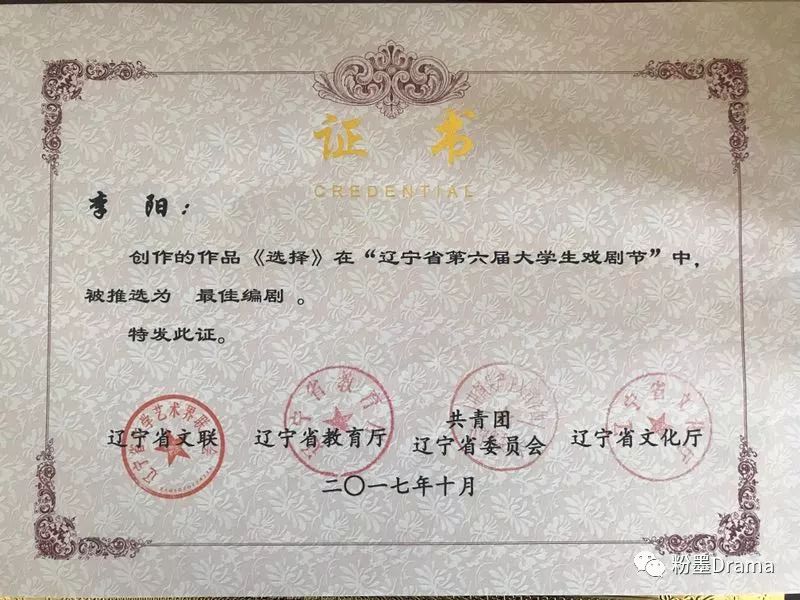 证 书
CREDENTIAL
李 阳：
创作的作品《选择》在“辽宁省第六届大学生戏剧节”中，
被推选为 最佳编剧 。
特发此证。
辽宁省文联 辽宁省教育厅 共青团辽宁省委员会 辽宁省文化厅
二〇一七年十月
粉墨Drama